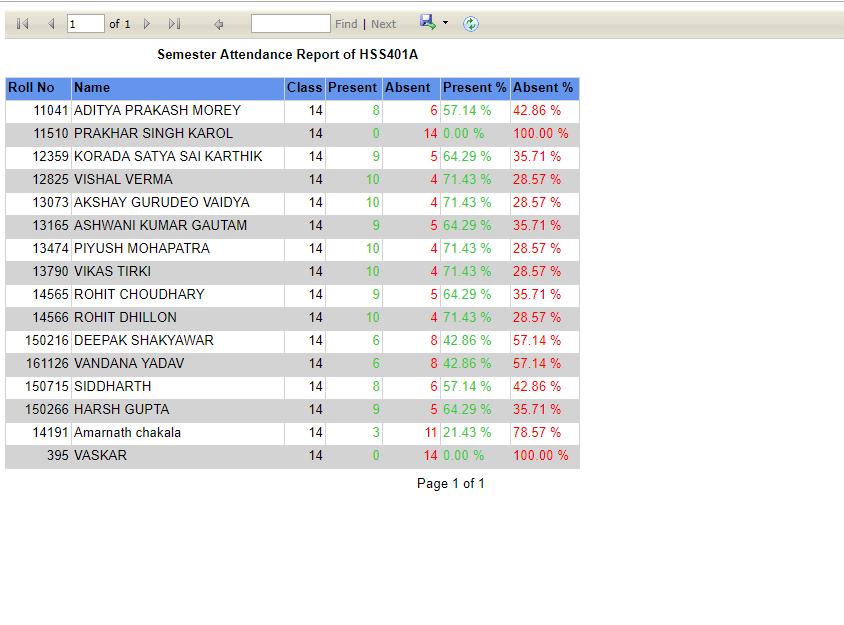 1 of 1 Find | Next
Semester Attendance Report of HSS401A
Roll No Name Class Present Absent Present % Absent %
11041 ADITYA PRAKASH MOREY 14 8 6 57.14 % 42.86 %
11510 PRAKHAR SINGH KAROL 14 0 14 0.00 % 100.00 %
12359 KORADA SATYA SAI KARTHIK 14 9 5 64.29 % 35.71 %
12825 VISHAL VERMA 14 10 4 71.43 % 28.57 %
13073 AKSHAY GURUDEO VAIDYA 14 10 4 71.43 % 28.57 %
13165 ASHWANI KUMAR GAUTAM 14 9 5 64.29 % 35.71 %
13474 PIYUSH MOHAPATRA 14 10 4 71.43 % 28.57 %
13790 VIKAS TIRKI 14 10 4 71.43 % 28.57 %
14565 ROHIT CHOUDHARY 14 9 5 64.29 % 35.71 %
14566 ROHIT DHILLON 14 10 4 71.43 % 28.57 %
150216 DEEPAK SHAKYAWAR 14 6 8 42.86 % 57.14 %
161126 VANDANA YADAV 14 6 8 42.86 % 57.14 %
150715 SIDDHARTH 14 8 6 57.14 % 42.86 %
150266 HARSH GUPTA 14 9 5 64.29 % 35.71 %
14191 Amarnath chakala 14 3 11 21.43 % 78.57 %
395 VASKAR 14 0 14 0.00 % 100.00 %
Page 1 of 1